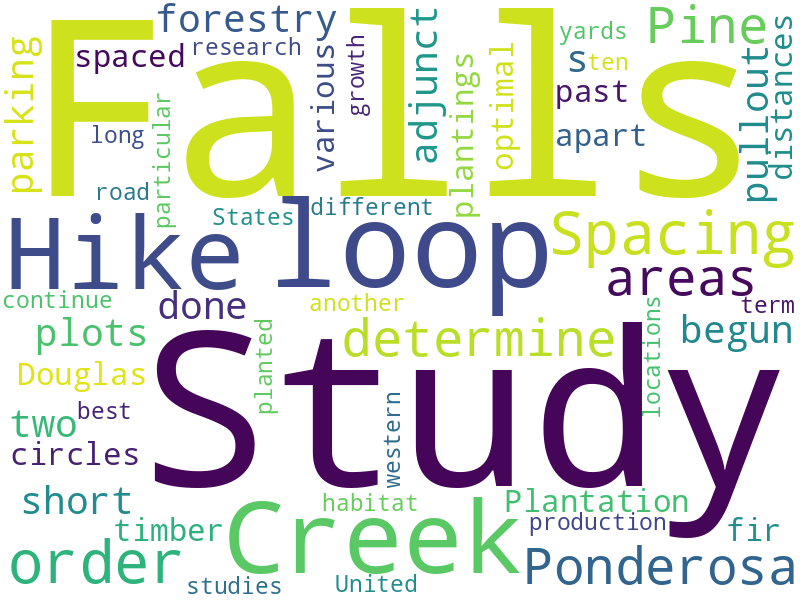 Falls
forestry
Pine
parking
spaced
research
various
growth
adjunct
plantings
optimal
yards
s
ten
past
apart
pullout
distances
long
particular
road
States
different
Hike
loop
Spacing
areas
continue
done
another
term
plots
determine
begun
locations
Douglas
planted
Study
two
best
circles
western
short
Creek
habitat
Plantation
timber
production
fir
order
Ponderosa
studies
United